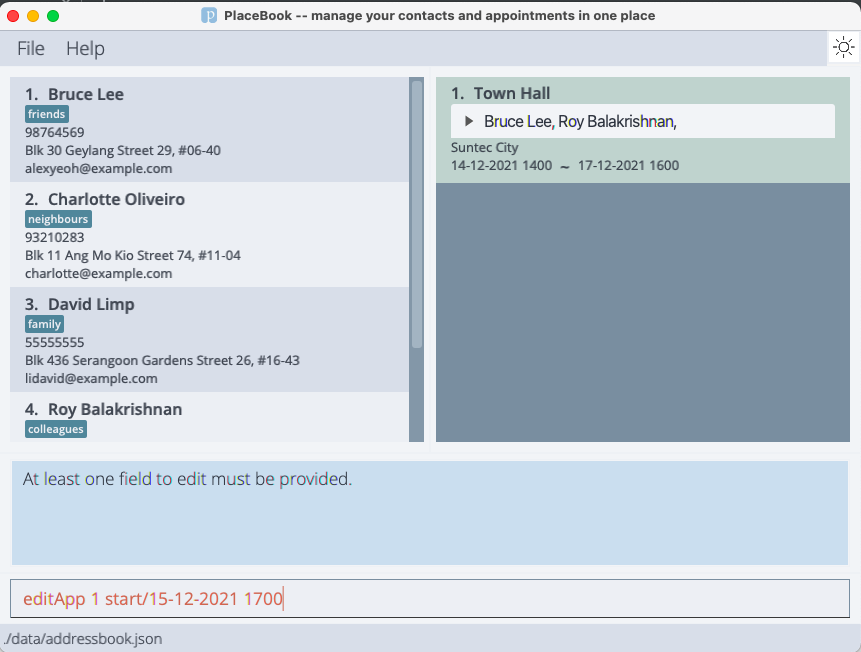 PlaceBook -- manage your contacts and appointments in one place
File Help
1. Bruce Lee
friends
98764569
Blk 30 Geylang Street 29, #06-40
alexyeoh@example.com
2. Charlotte Oliveiro
neighbours
93210283
Blk 11 Ang Mo Kio Street 74, #11-04
charlotte@example.com
3. David Limp
family
55555555
Blk 436 Serangoon Gardens Street 26, #16-43
lidavid@example.com
4. Roy Balakrishnan
colleagues
1. Town Hall
Bruce Lee, Roy Balakrishnan,
Suntec City
14-12-2021 1400 ~ 17-12-2021 1600
At least one field to edit must be provided.
editApp 1 start/15-12-2021 1700
./data/addressbook.json